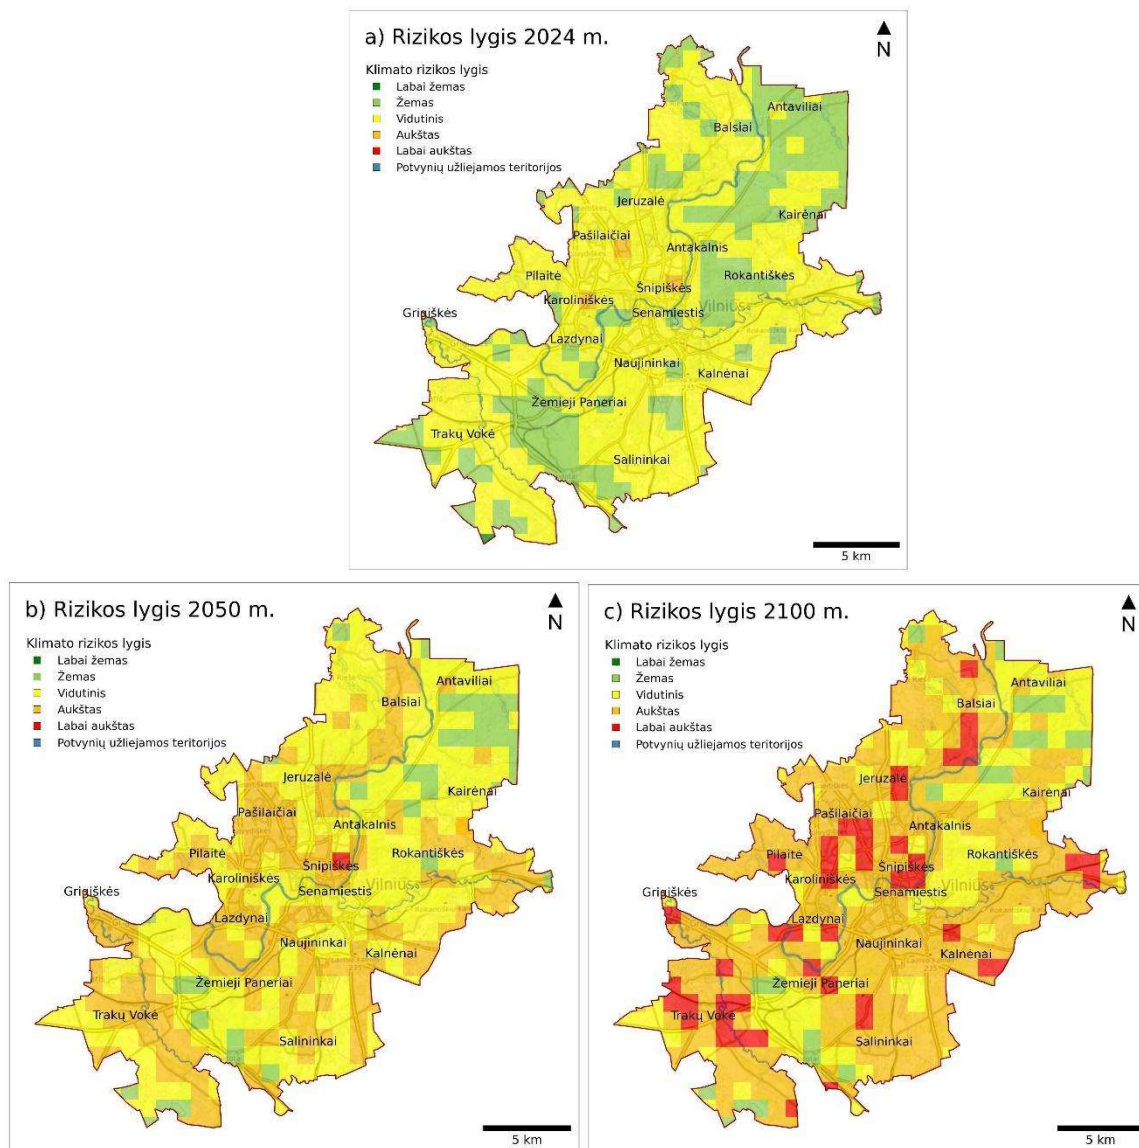 a) Rizikos lygis 2024 m.
N
Klimato rizikos lygis
Labai žemas
Žemas
Vidutinis
Aukštas
Labai aukštas
Potvynių užliejamos teritorijos
Antaviliai
Balsiai
Jeruzalė
Kairėnai
Pašilaičiai
Antakalnis
Pilaitė
Rokantiškės
Šnipiškės
Karoliniškės
Vilnius
Grigiškės
Senamiestis
Lazdynai
Naujininkai
Kalnėnai
Žemieji Paneriai
Trakų Vokė
Salininkai
5 km
b) Rizikos lygis 2050 m.
N
Klimato rizikos lygis
Labai žemas
Žemas
Vidutinis
Aukštas
Labai aukštas
Potvynių užliejamos teritorijos
Antaviliai
Balsiai
Jeruzalė
Kairėnai
Pašilaičiai
Antakalnis
Pilaitė
Rokantiškės
Šnipiškės
Karoliniškės
Vilnius
Grigiškės
Senamiestis
Lazdynai
Naujininkai
Kalnėnai
Žemieji Paneriai
Trakų Vokė
Salininkai
5 km
c) Rizikos lygis 2100 m.
N
Klimato rizikos lygis
Labai žemas
Žemas
Vidutinis
Aukštas
Labai aukštas
Potvynių užliejamos teritorijos
Antaviliai
Balsiai
Jeruzalė
Kairėnai
Pašilaičiai
Antakalnis
Pilaitė
Rokantiškės
Šnipiškės
Karoliniškės
Vilnius
Grigiškės
Senamiestis
Lazdynai
Naujininkai
Kalnėnai
Žemieji Paneriai
Trakų Vokė
Salininkai
5 km